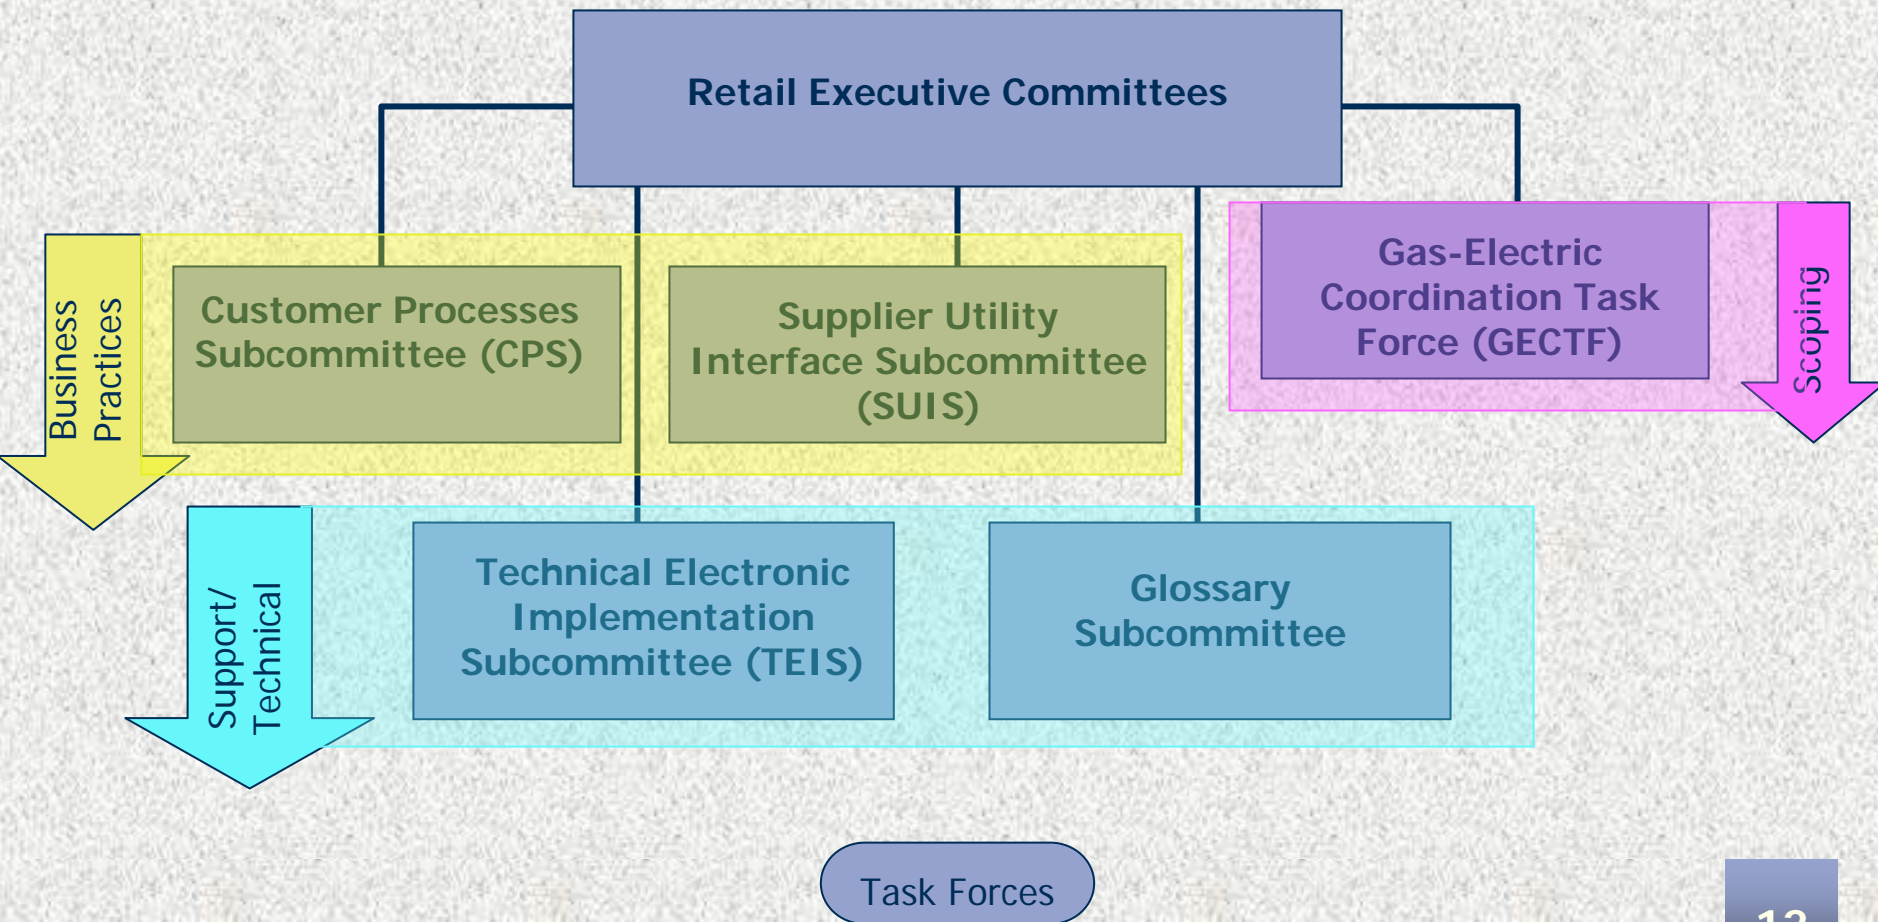 Retail Executive Committees
Business
Practices
Customer Processes
Subcommittee (CPS)
Supplier Utility
Interface Subcommittee
(SUIS)
Gas-Electric
Coordination Task
Force (GECTF)
Scoping
Support/
Technical
Technical Electronic
Implementation
Subcommittee (TEIS)
Glossary
Subcommittee
Task Forces